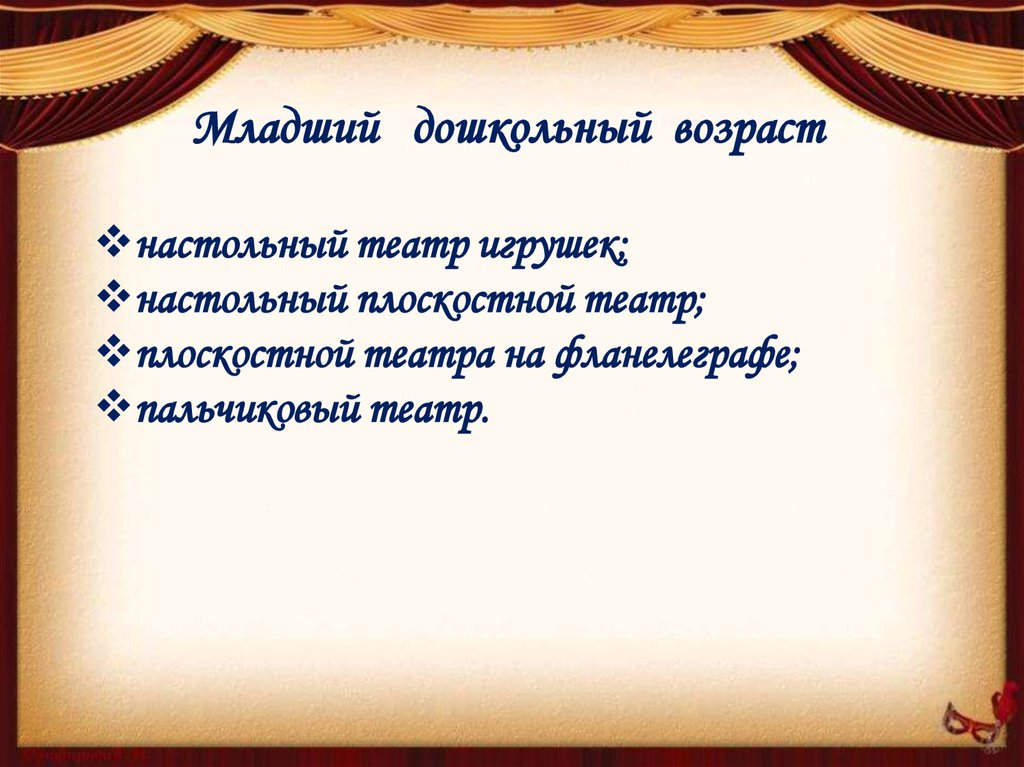 Младший дошкольный возраст
❖настольный театр игрушек;
❖настольный плоскостной театр;
❖плоскостной театра на фланелеграфе;
❖пальчиковый театр.